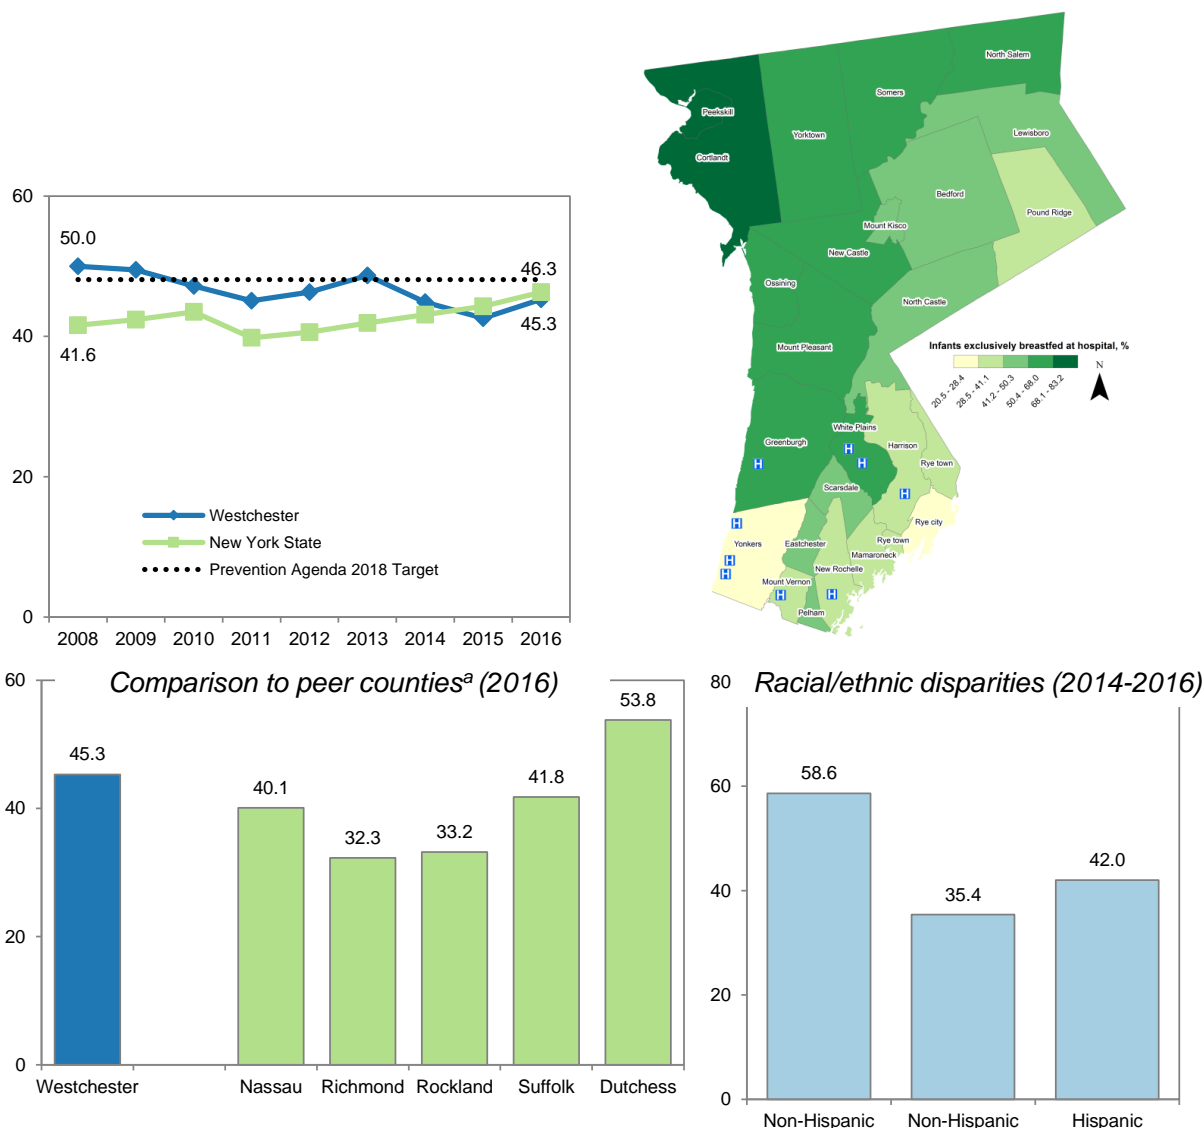 60
40
20
0
50.0
41.6
46.3
45.3
Westchester
New York State
Prevention Agenda 2018 Target
2008 2009 2010 2011 2012 2013 2014 2015 2016
North Salem
Somers
Peekskill
Yorktown
Lewisboro
Cortlandt
Bedford
Pound Ridge
Mount Kisco
New Castle
Ossining
North Castle
Mount Pleasant
Infants exclusively breastfed at hospital, %
20.5 - 28.4
28.5 - 41.1
41.2 - 50.3
50.4 - 68.0
68.1 - 83.2
N
White Plains
Greenburgh
Harrison
H
H
H
Rye town
Scarsdale
H
H
Rye city
Yonkers
Eastchester
Rye town
Mamaroneck
H
H
New Rochelle
Mount Vernon
H
H
Pelham
Comparison to peer countiesᵃ (2016)
60
40
20
0
45.3
40.1
32.3
33.2
41.8
53.8
Westchester Nassau Richmond Rockland Suffolk Dutchess
Racial/ethnic disparities (2014-2016)
80
60
40
20
0
58.6
35.4
42.0
Non-Hispanic Non-Hispanic Hispanic